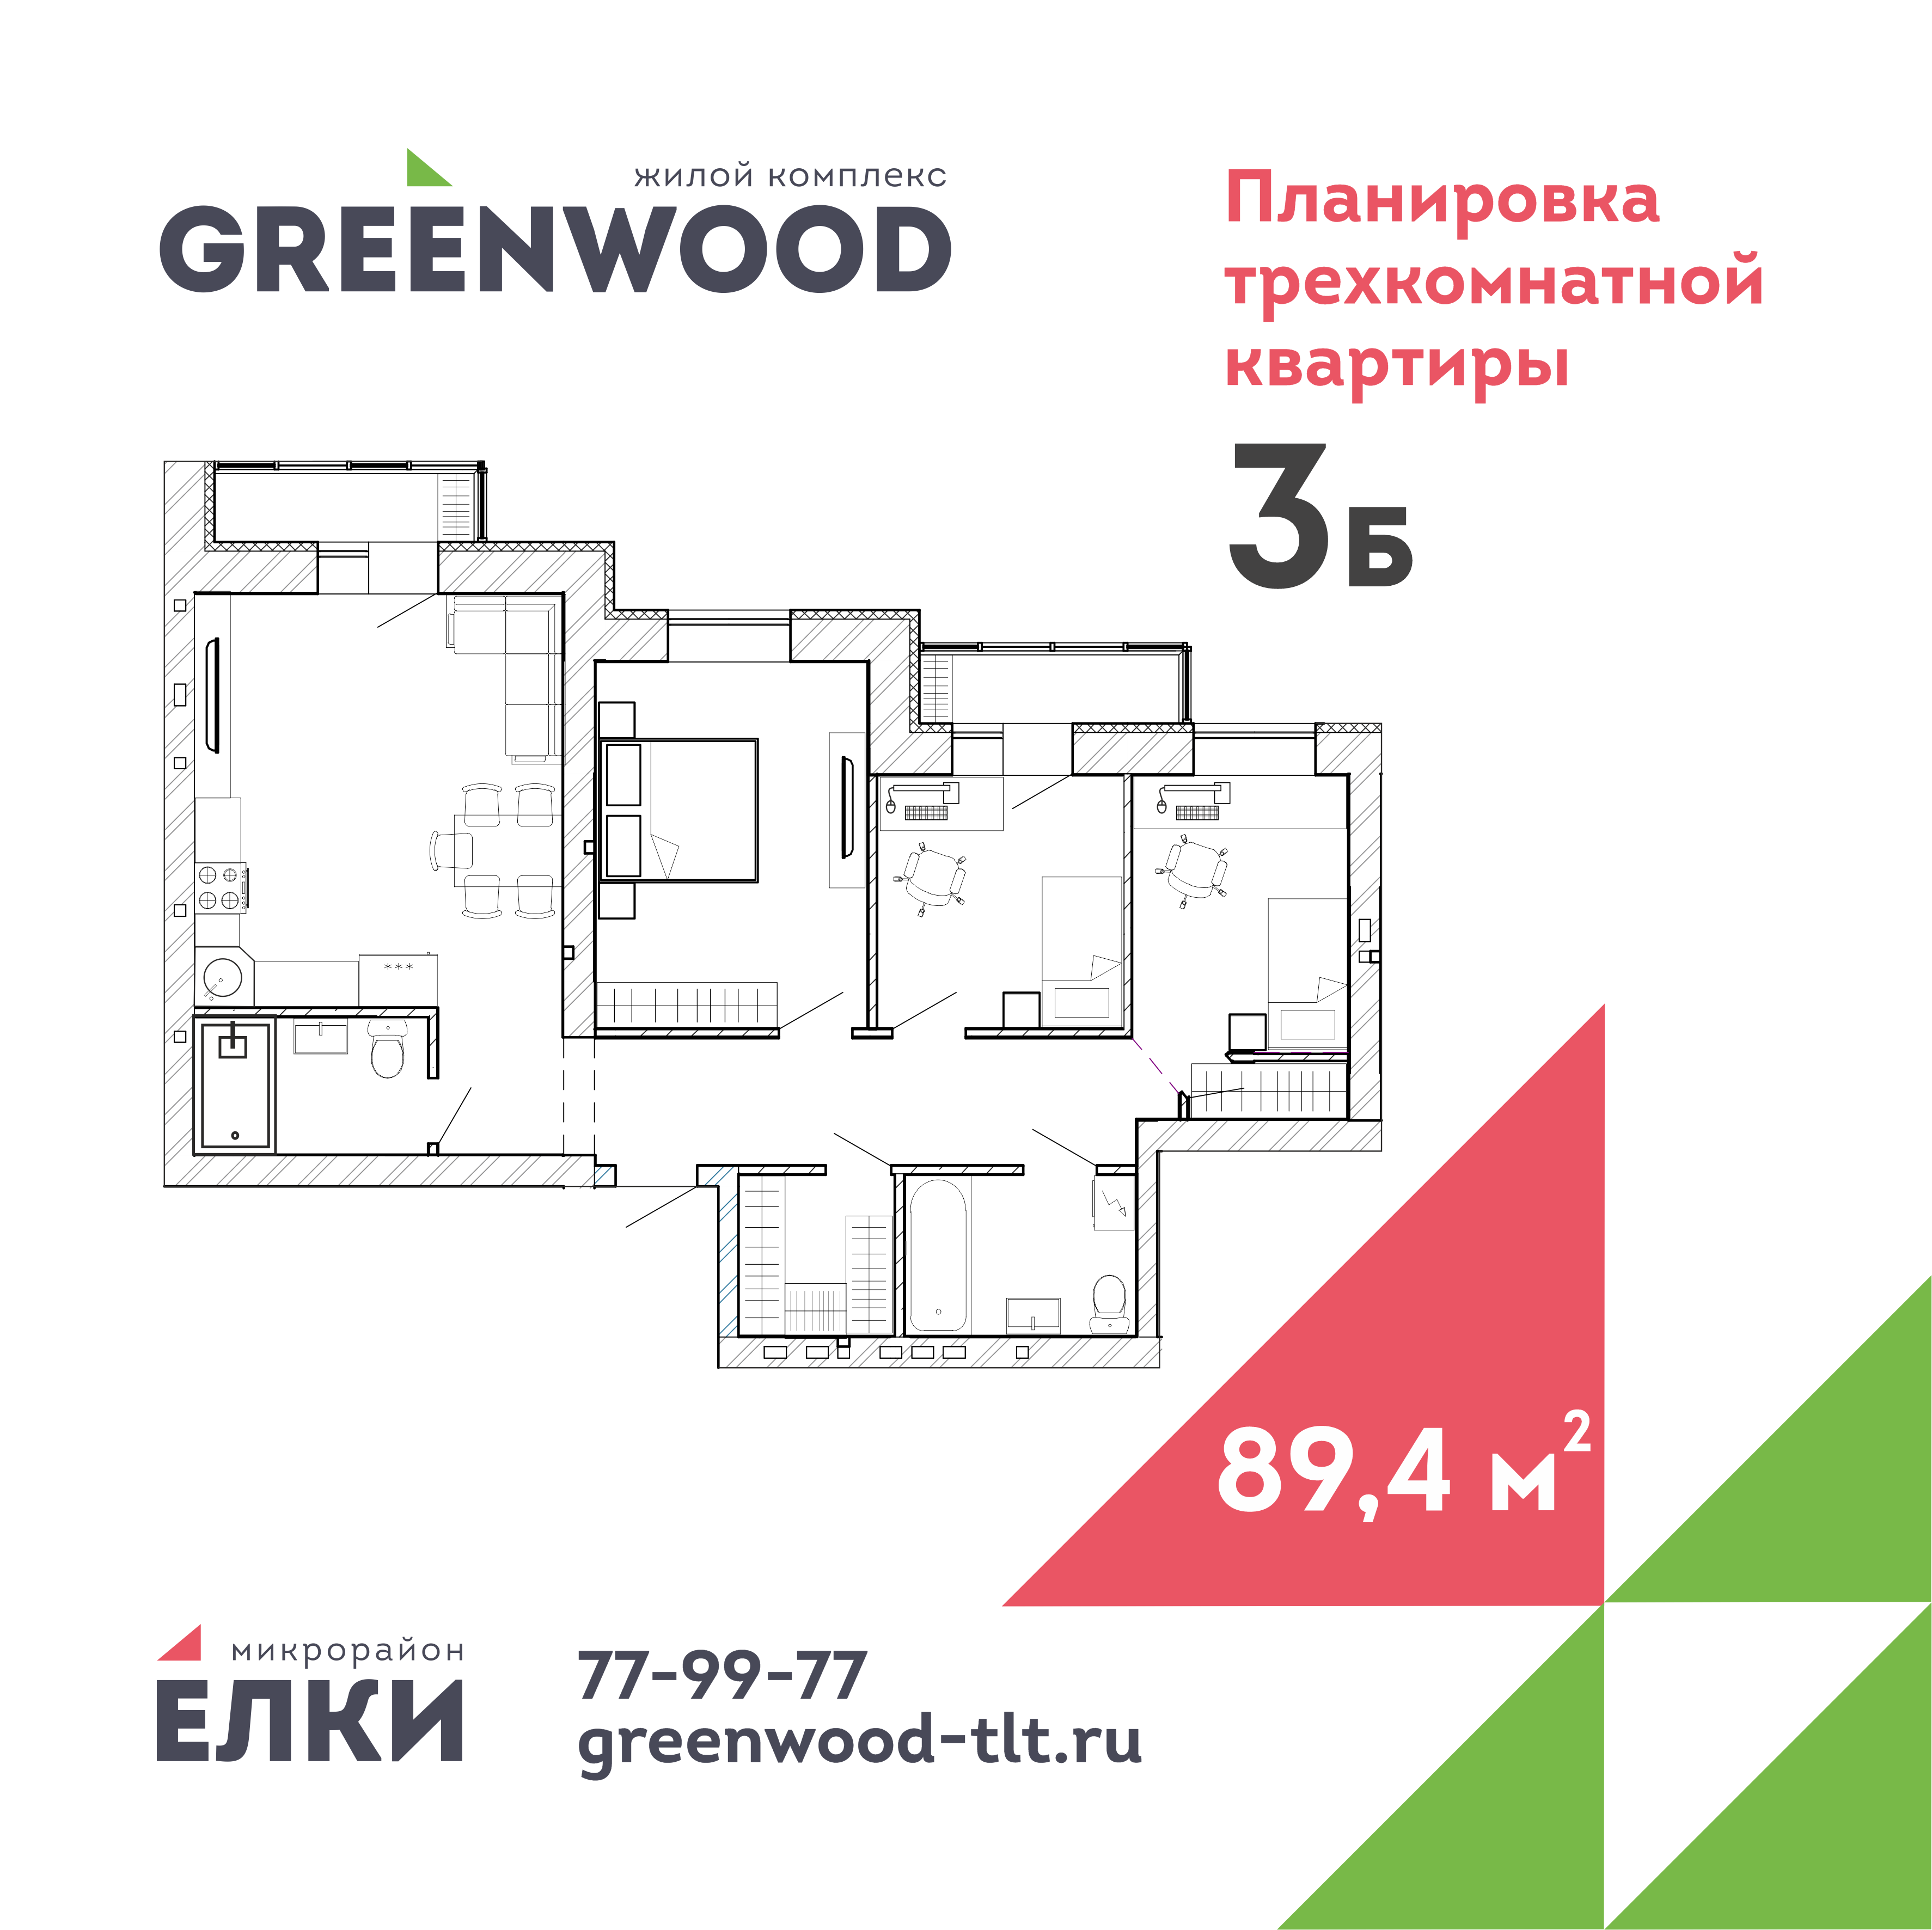 жилой комплекс
GREENWOOD
Планировка
трехкомнатной
квартиры
3Б
***
89,4 м²
микрорайон
ЕЛКИ
77-99-77
greenwood-tlt.ru